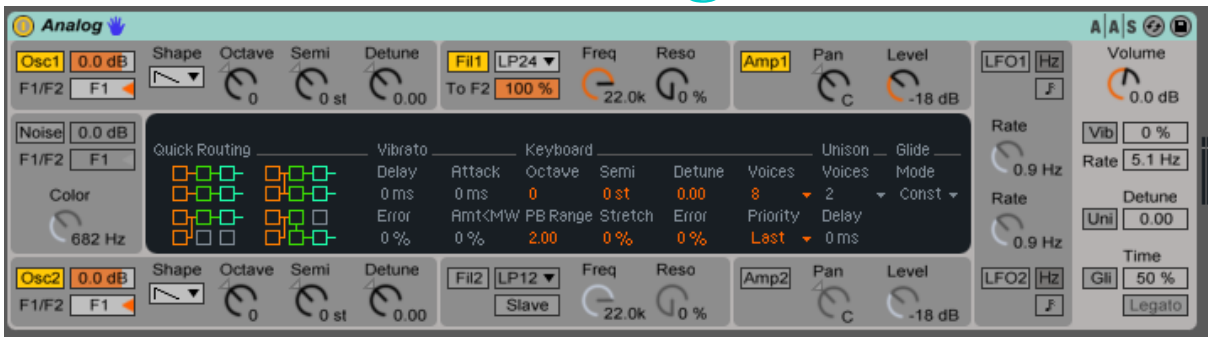 Analog A|A|S
Osc1 0.0 dB Shape Octave Semi Detune Fil1 LP24 Freq Reso Amp1 Pan Level LFO1 Hz Volume
F1/F2 F1 0 0 st 0.00 To F2 100 % 22.0k 0 % C -18 dB 0.0 dB
Noise 0.0 dB Quick Routing Vibrato Keyboard Unison Glide Rate Vib 0 %
F1/F2 F1 Delay Attack Octave Semi Detune Voices Voices Mode 0.9 Hz Rate 5.1 Hz
Color 0 ms 0 ms 0 0 st 0.00 8 2 Const Rate Detune
Error Amt<MW PB Range Stretch Error Priority Delay Uni 0.00
682 Hz 0 % 0 % 2.00 0 % 0 % Last 0 ms 0.9 Hz
Osc2 0.0 dB Shape Octave Semi Detune Fil2 LP12 Freq Reso Amp2 Pan Level LFO2 Hz Time
Gli 50 %
F1/F2 F1 0 0 st 0.00 Slave 22.0k 0 % C -18 dB Legato